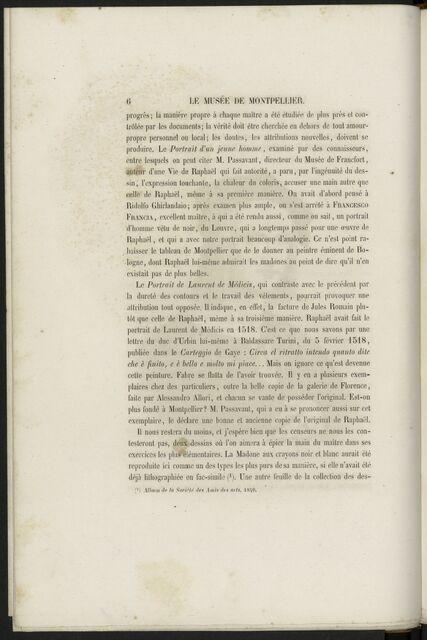 6 LE MUSÉE DE MONTPELLIER.
progrès; la manière propre à chaque maître a été étudiée de plus près et con-
trôlée par les documents; la vérité doit être cherchée en dehors de tout amour-
propre personnel ou local; les doutes, les attributions nouvelles, doivent se
produire. Le Portrait d'un jeune homme, examiné par des connaisseurs,
entre lesquels on peut citer M. Passavant, directeur du Musée de Francfort,
auteur d'une Vie de Raphaël qui fait autorité, a paru, par l'ingénuité du des-
sin, l'expression touchante, la chaleur du coloris, accuser une main autre que
celle de Raphaël, même à sa première manière. On avait d'abord pensé à
Ridolfo Ghirlandaio; après examen plus ample, on s'est arrêté à FRANCESCO
FRANCIA, excellent maître, à qui a été rendu aussi, comme on sait, un portrait
d'homme vêtu de noir, du Louvre, qui a longtemps passé pour une œuvre de
Raphaël, et qui a avec notre portrait beaucoup d'analogie. Ce n'est point ra-
baisser le tableau de Montpellier que de le donner au peintre éminent de Bo-
logne, dont Raphaël lui-même admirait les madones au point de dire qu'il n'en
existait pas de plus belles.
Le Portrait de Laurent de Médicis, qui contraste avec le précédent par
la dureté des contours et le travail des vêtements, pourrait provoquer une
attribution tout opposée. Il indique, en effet, la facture de Jules Romain plu-
tôt que celle de Raphaël, même à sa troisième manière. Raphaël avait fait le
portrait de Laurent de Médicis en 1518. C'est ce que nous savons par une
lettre du duc d'Urbin lui-même à Baldassare Turini, du 5 février 1518,
publiée dans le Carteggio de Gaye : Circa el ritratto intendo quanto dite
che è finito, e è bello e molto mi piace... Mais on ignore ce qu'est devenue
cette peinture. Fabre se flatta de l'avoir trouvée. Il y en a plusieurs exem-
plaires chez des particuliers, outre la belle copie de la galerie de Florence,
faite par Alessandro Allori, et chacun se vante de posséder l'original. Est-on
plus fondé à Montpellier? M. Passavant, qui a eu à se prononcer aussi sur cet
exemplaire, le déclare une bonne et ancienne copie de l'original de Raphaël.
Il nous restera du moins, et j'espère bien que les censeurs ne nous les con-
testeront pas, deux dessins où l'on aimera à épier la main du maître dans ses
exercices les plus élémentaires. La Madone aux crayons noir et blanc aurait été
reproduite ici comme un des types les plus purs de sa manière, si elle n'avait été
déjà lithographiée en fac-simile (¹). Une autre feuille de la collection des des-
(¹) Album de la Société des Amis des arts, 1849.